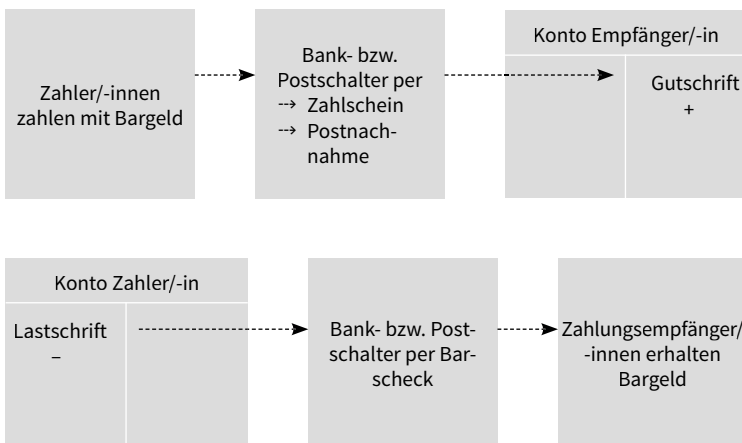 Zahler/-innen
zahlen mit Bargeld
Bank- bzw.
Postschalter per
⇢ Zahlschein
⇢ Postnach-
nahme
Konto Empfänger/-in
Gutschrift
+
Konto Zahler/-in
Lastschrift
–
Bank- bzw. Post-
schalter per Bar-
scheck
Zahlungsempfänger/
-innen erhalten
Bargeld